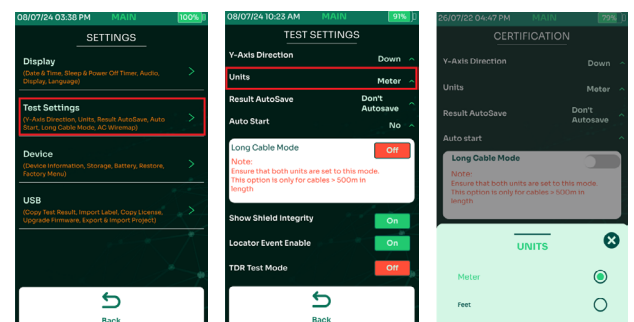 08/07/24 03:38 PM MAIN 100%
SETTINGS
Display
(Date & Time, Sleep & Power Off Timer, Audio,
Display, Language)
Test Settings
(Y-Axis Direction, Units, Result AutoSave, Auto
Start, Long Cable Mode, AC Wiremap)
Device
(Device Information, Storage, Battery, Restore,
Factory Menu)
USB
(Copy Test Result, Import Label, Copy License,
Upgrade Firmware, Export & Import Project)
Back
08/07/24 10:23 AM MAIN 91%
TEST SETTINGS
Y-Axis Direction Down
Units Meter
Result AutoSave Don't
Autosave
Auto Start No
Long Cable Mode Off
Note:
Ensure that both units are set to this mode.
This option is only for cables > 500m in
length
Show Shield Integrity On
Locator Event Enable On
TDR Test Mode Off
Back
26/07/22 04:47 PM MAIN 79%
CERTIFICATION
Y-Axis Direction Down
Units Meter
Result AutoSave Don't
Autosave
Auto start
Long Cable Mode
Note:
Ensure that both units are set to this mode.
This option is only for cables > 500m in
length
UNITS
Meter
Feet